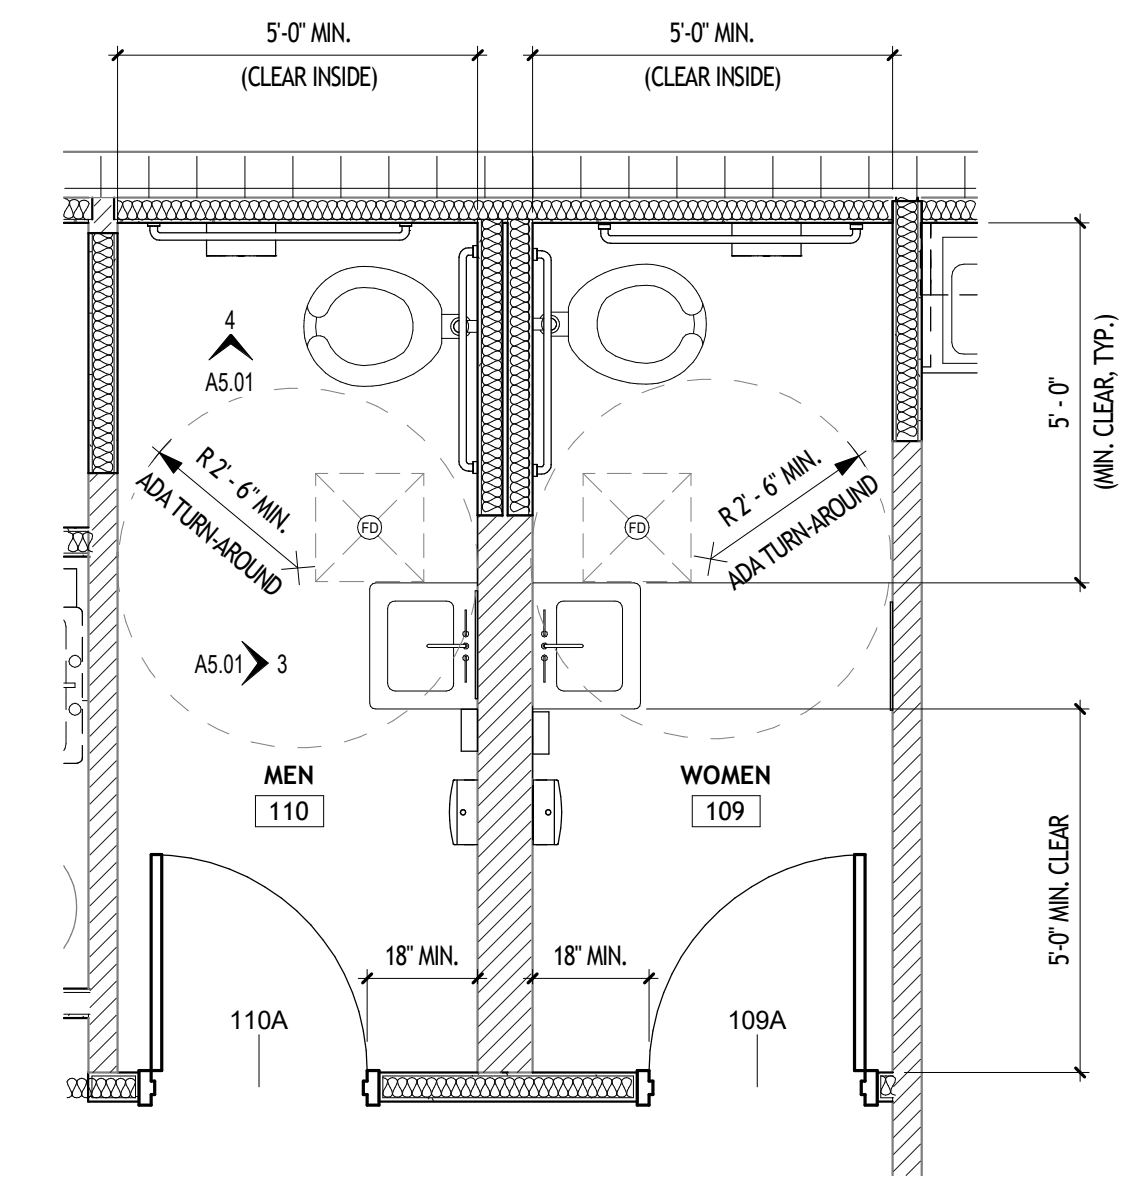 5'-0" MIN.
(CLEAR INSIDE)
5'-0" MIN.
(CLEAR INSIDE)
4
A5.01
R 2' - 6" MIN.
ADA TURN-AROUND
R 2' - 6" MIN.
ADA TURN-AROUND
5' - 0"
(MIN. CLEAR, TYP.)
FD
FD
A5.01
3
MEN
110
WOMEN
109
5'-0" MIN. CLEAR
18" MIN.
18" MIN.
110A
109A